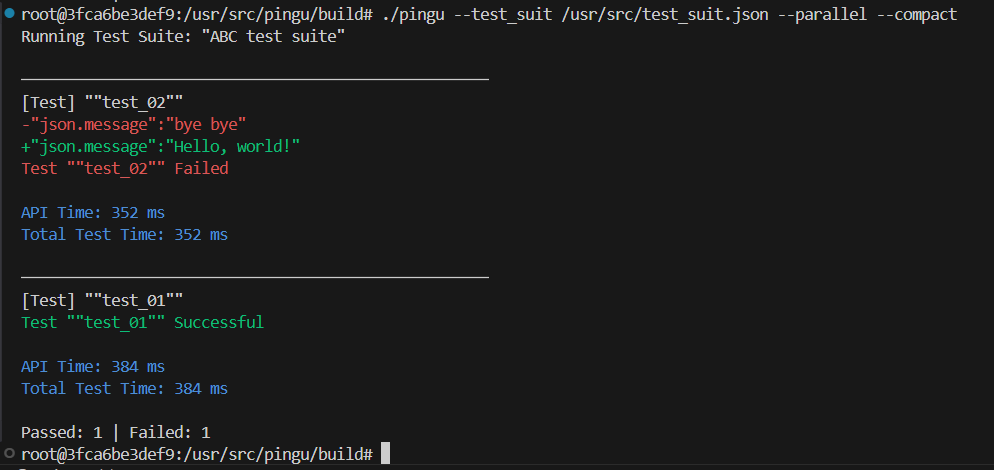 root@3fca6be3def9:/usr/src/pingu/build# ./pingu --test_suit /usr/src/test_suit.json --parallel --compact
Running Test Suite: "ABC test suite"
[Test] ""test_02""
-"json.message":"bye bye"
+"json.message":"Hello, world!"
Test ""test_02"" Failed
API Time: 352 ms
Total Test Time: 352 ms
[Test] ""test_01""
Test ""test_01"" Successful
API Time: 384 ms
Total Test Time: 384 ms
Passed: 1 | Failed: 1
root@3fca6be3def9:/usr/src/pingu/build#